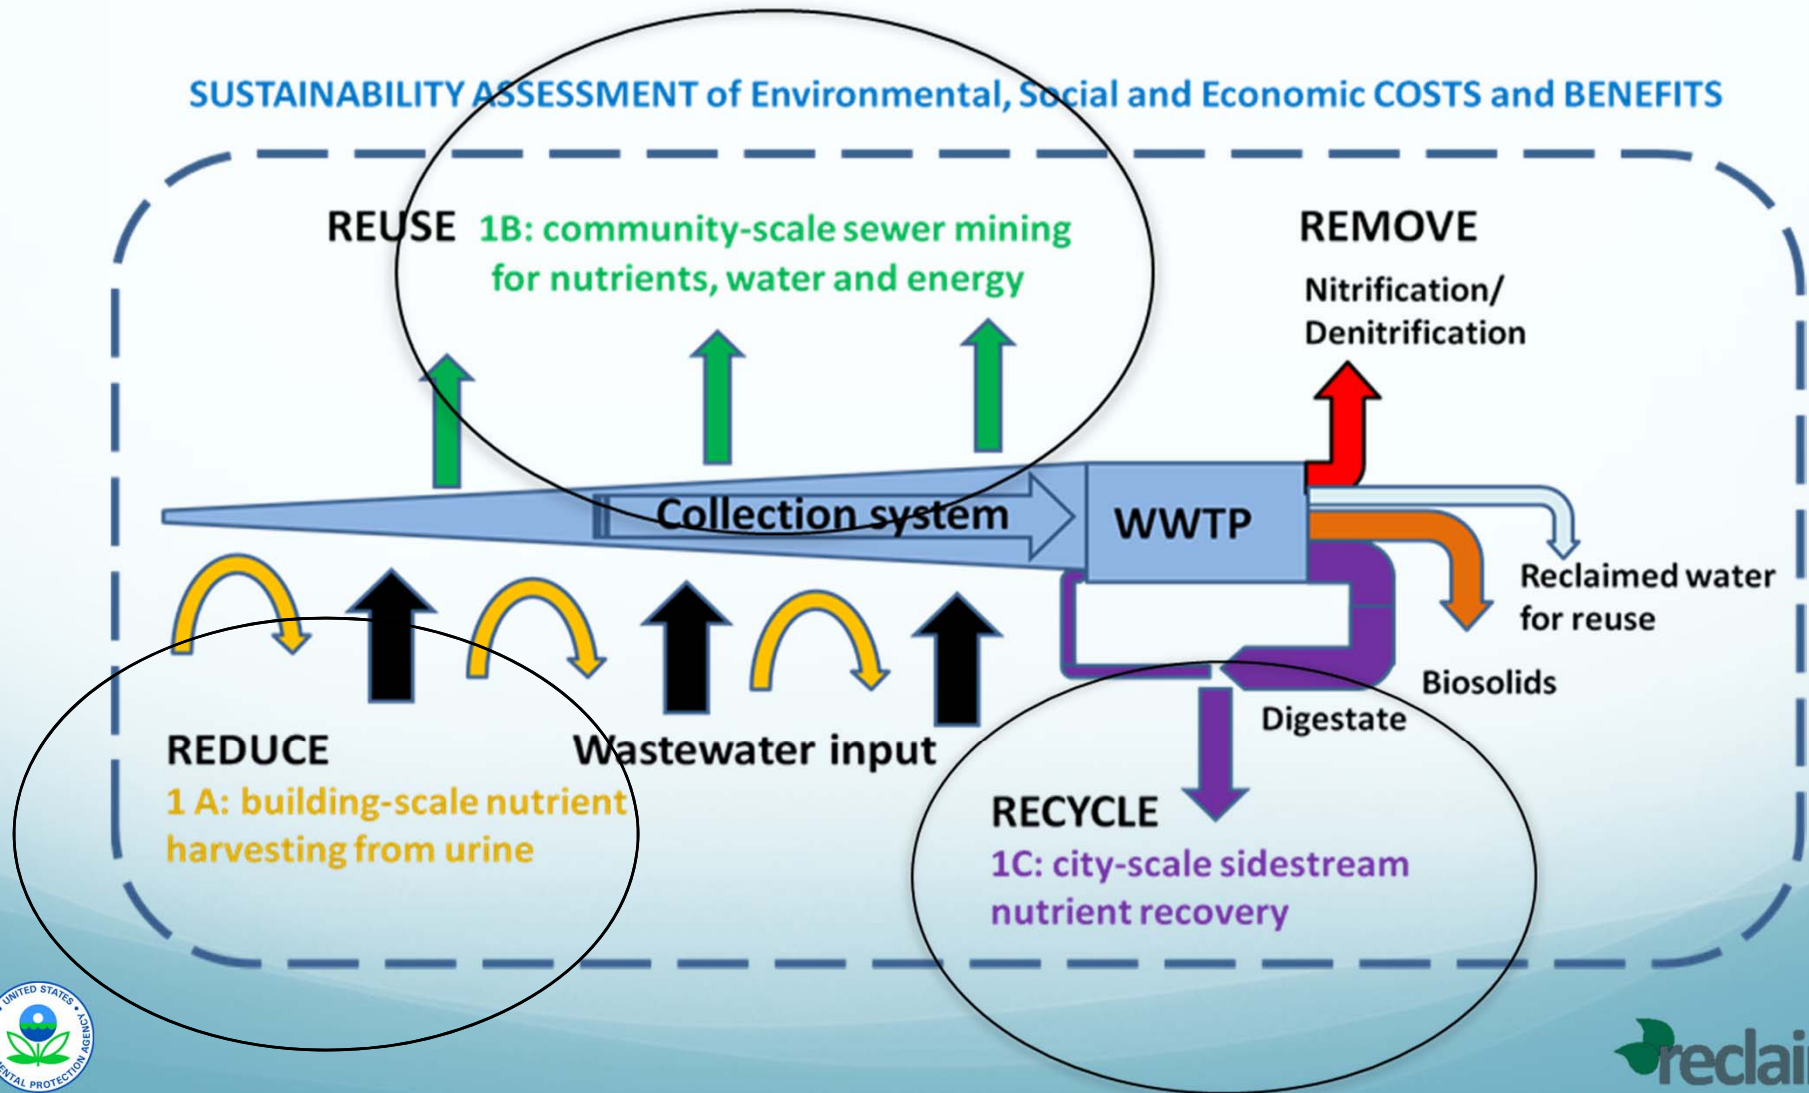 SUSTAINABILITY ASSESSMENT of Environmental, Social and Economic COSTS and BENEFITS
REUSE 1B: community-scale sewer mining
for nutrients, water and energy
REMOVE
Nitrification/
Denitrification
Collection system
WWTP
Reclaimed water
for reuse
Biosolids
Digestate
REDUCE
1 A: building-scale nutrient
harvesting from urine
Wastewater input
RECYCLE
1C: city-scale sidestream
nutrient recovery
UNITED STATES
AGENCY
PROTECTION